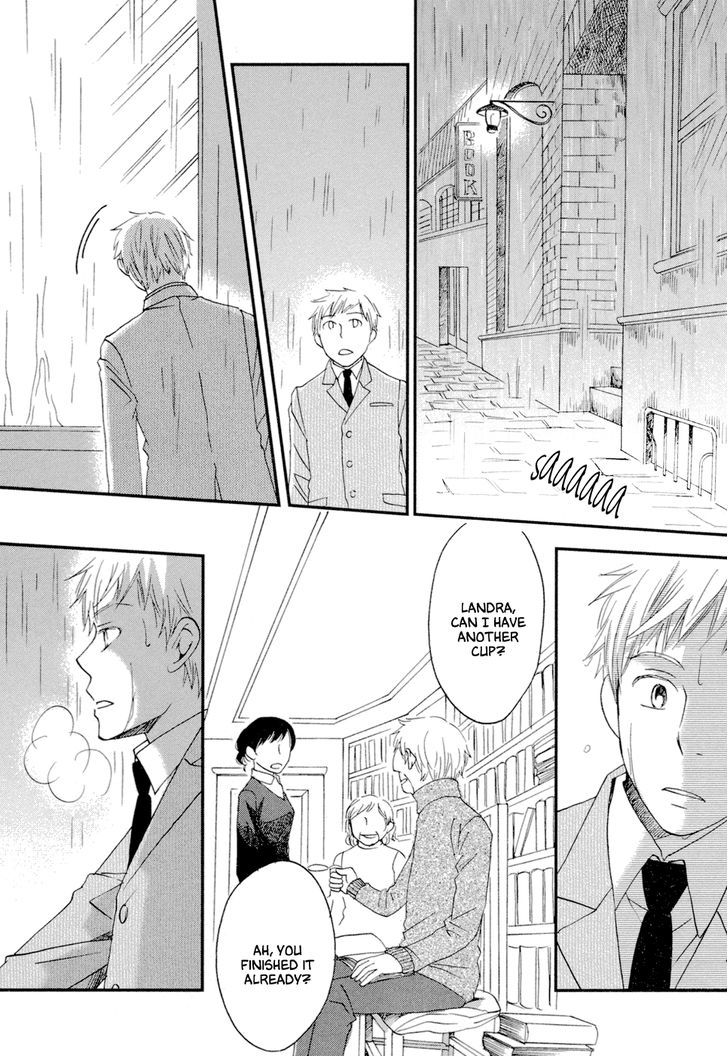 BOOK
saaaaaa
LANDRA,
CAN I HAVE
ANOTHER
CUP?
AH, YOU
FINISHED IT
ALREADY?